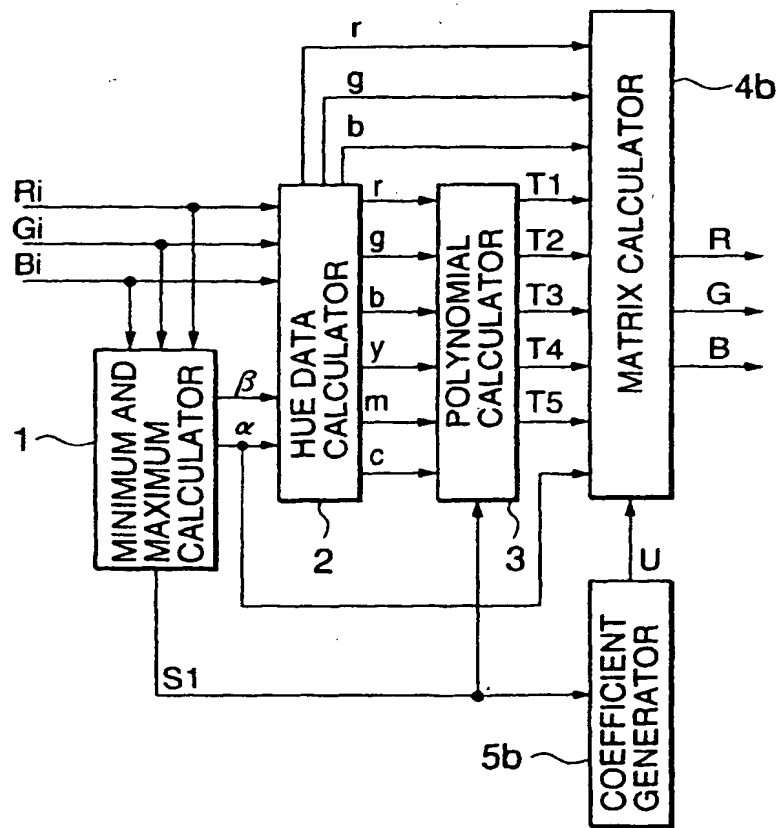 r
g
b
4b
Ri
Gi
Bi
r
g
b
y
m
c
T1
T2
T3
T4
T5
R
G
B
MINIMUM AND
MAXIMUM
CALCULATOR
HUE DATA
CALCULATOR
POLYNOMIAL
CALCULATOR
MATRIX CALCULATOR
β
α
1
2
3
U
S1
5b
COEFFICIENT
GENERATOR